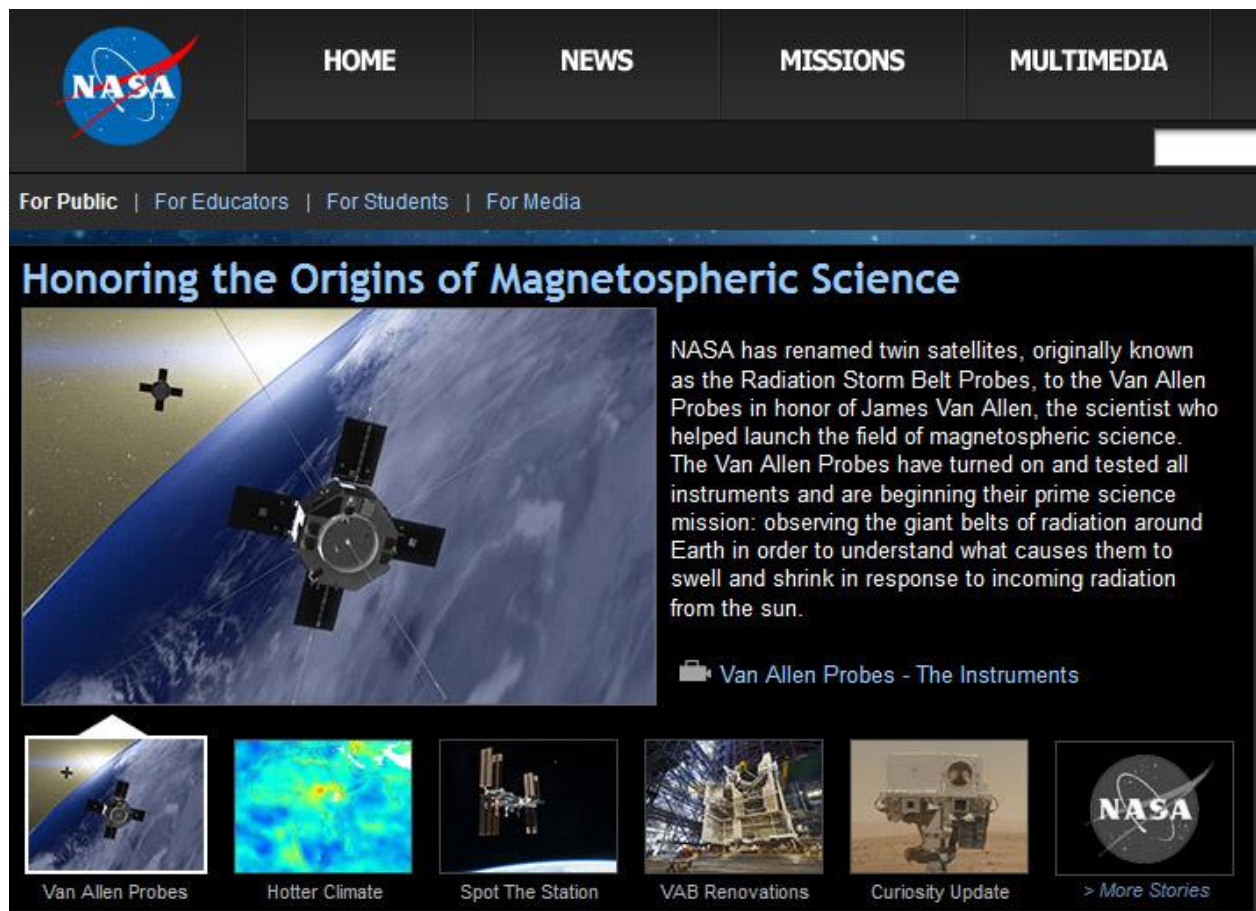 NASA
HOME
NEWS
MISSIONS
MULTIMEDIA
For Public | For Educators | For Students | For Media
Honoring the Origins of Magnetospheric Science
NASA has renamed twin satellites, originally known
as the Radiation Storm Belt Probes, to the Van Allen
Probes in honor of James Van Allen, the scientist who
helped launch the field of magnetospheric science.
The Van Allen Probes have turned on and tested all
instruments and are beginning their prime science
mission: observing the giant belts of radiation around
Earth in order to understand what causes them to
swell and shrink in response to incoming radiation
from the sun.
Van Allen Probes - The Instruments
NASA
Van Allen Probes
Hotter Climate
Spot The Station
VAB Renovations
Curiosity Update
> More Stories